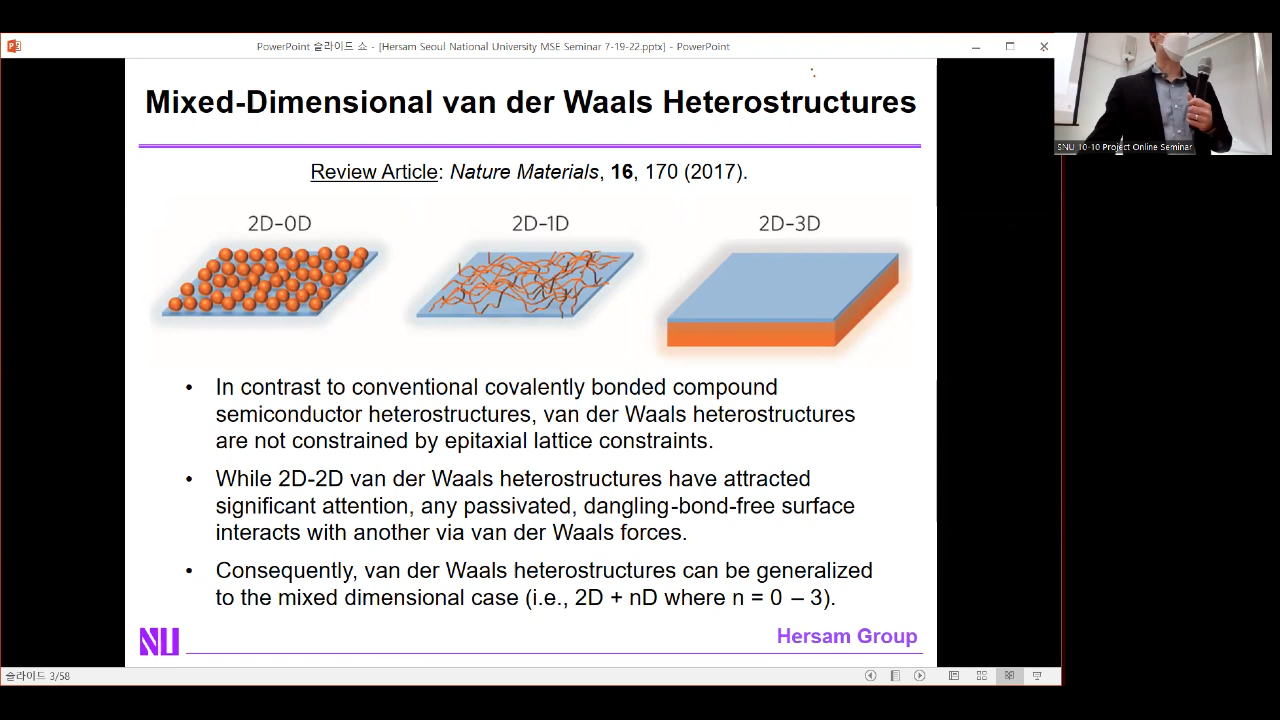 PowerPoint 슬라이드 쇼 - [Hersam Seoul National University MSE Seminar 7-19-22.pptx] - PowerPoint
Mixed-Dimensional van der Waals Heterostructures
Review Article: Nature Materials, 16, 170 (2017).
2D-0D
2D-1D
2D-3D
• In contrast to conventional covalently bonded compound
semiconductor heterostructures, van der Waals heterostructures
are not constrained by epitaxial lattice constraints.
• While 2D-2D van der Waals heterostructures have attracted
significant attention, any passivated, dangling-bond-free surface
interacts with another via van der Waals forces.
• Consequently, van der Waals heterostructures can be generalized
to the mixed dimensional case (i.e., 2D + nD where n = 0 – 3).
NU
Hersam Group
슬라이드 3/58
SNU_10-10 Project Online Seminar